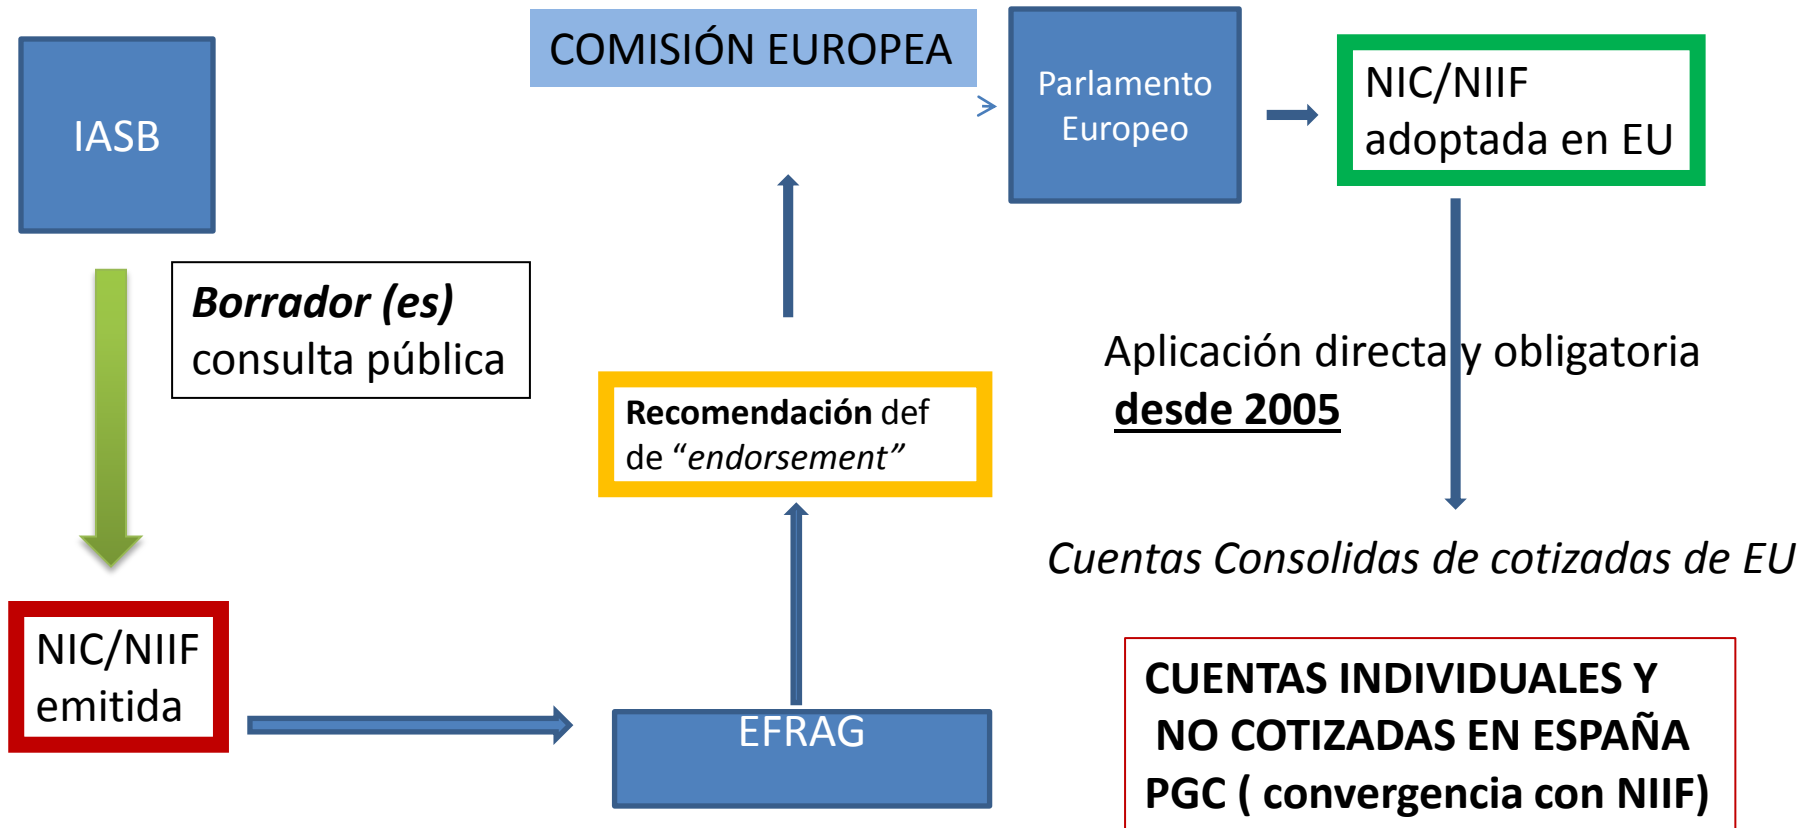 IASB
Borrador (es)
consulta pública
NIC/NIIF
emitida
EFRAG
Recomendación def
de “endorsement”
COMISIÓN EUROPEA
Parlamento
Europeo
NIC/NIIF
adoptada en EU
Aplicación directa y obligatoria
desde 2005
Cuentas Consolidas de cotizadas de EU
CUENTAS INDIVIDUALES Y
NO COTIZADAS EN ESPAÑA
PGC ( convergencia con NIIF)